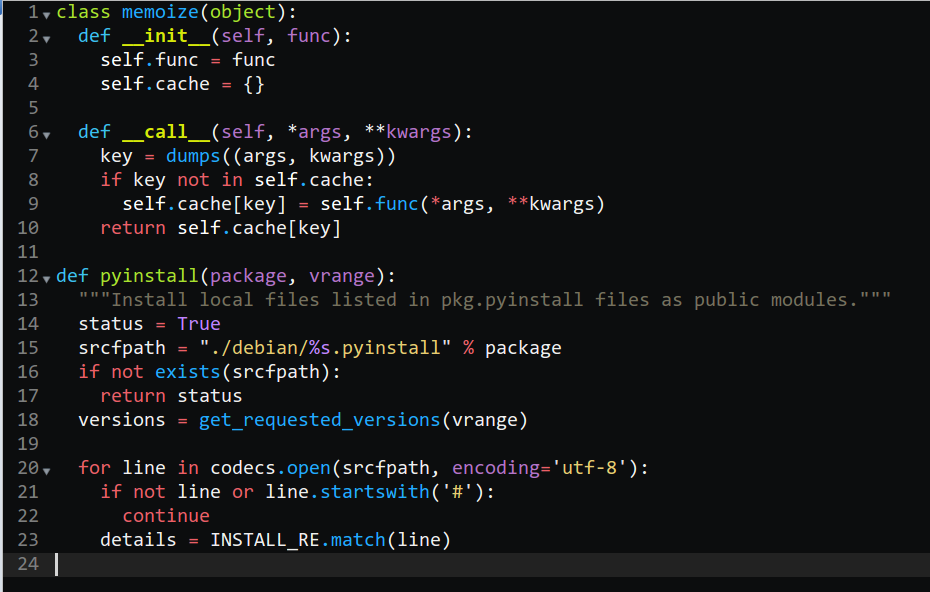 1 class memoize(object):
2   def __init__(self, func):
3     self.func = func
4     self.cache = {}
5
6   def __call__(self, *args, **kwargs):
7     key = dumps((args, kwargs))
8     if key not in self.cache:
9       self.cache[key] = self.func(*args, **kwargs)
10     return self.cache[key]
11
12 def pyinstall(package, vrange):
13   """Install local files listed in pkg.pyinstall files as public modules."""
14   status = True
15   srcfpath = "./debian/%s.pyinstall" % package
16   if not exists(srcfpath):
17     return status
18   versions = get_requested_versions(vrange)
19
20   for line in codecs.open(srcfpath, encoding='utf-8'):
21     if not line or line.startswith('#'):
22       continue
23     details = INSTALL_RE.match(line)
24